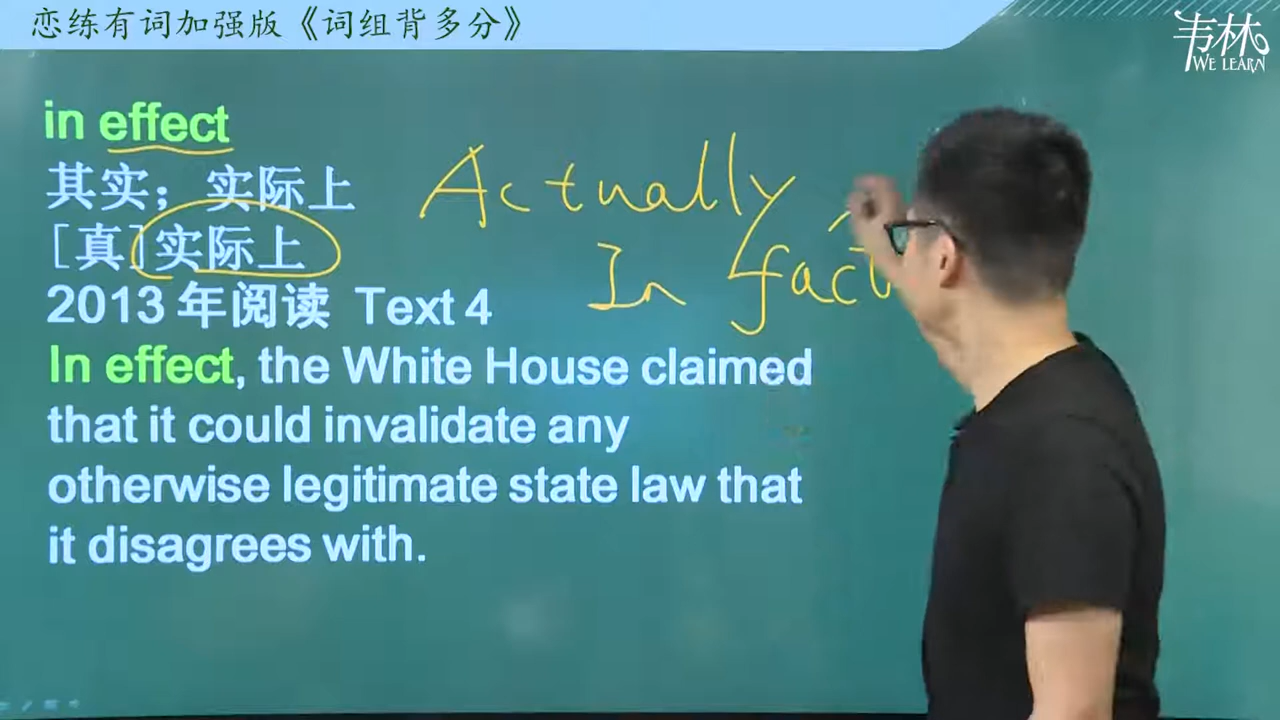 恋练有词加强版《词组背多分》
韦林
WE LEARN
in effect
其实；实际上
[真]实际上
2013 年阅读 Text 4
In effect, the White House claimed
that it could invalidate any
otherwise legitimate state law that
it disagrees with.
Actually
In fact